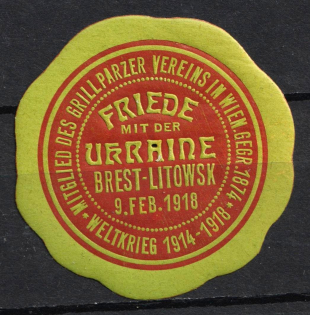 * MITGLIED DES GRILLPARZER VEREINS IN WIEN. GEGR. 1874 *
WELTKRIEG 1914-1918
FRIEDE
MIT DER
UKRAINE
BREST-LITOWSK
9. FEB. 1918